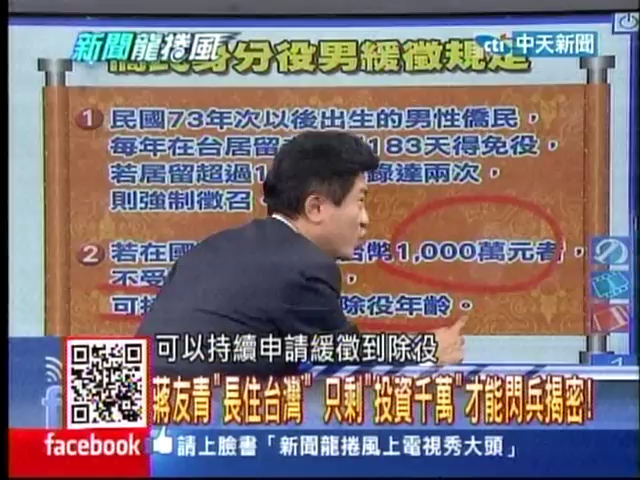 新聞龍捲風
cti 中天新聞
僑民身分役男緩徵規定
1 民國73年次以後出生的男性僑民，
每年在台居留 183天得免役，
若居留超過1 錄達兩次，
則強制徵召。
2 若在國 台幣1,000萬元者，
不受 ，
可 除役年齡。
可以持續申請緩徵到除役
蔣友青"長住台灣" 只剩"投資千萬"才能閃兵揭密!
facebook 請上臉書「新聞龍捲風上電視秀大頭」